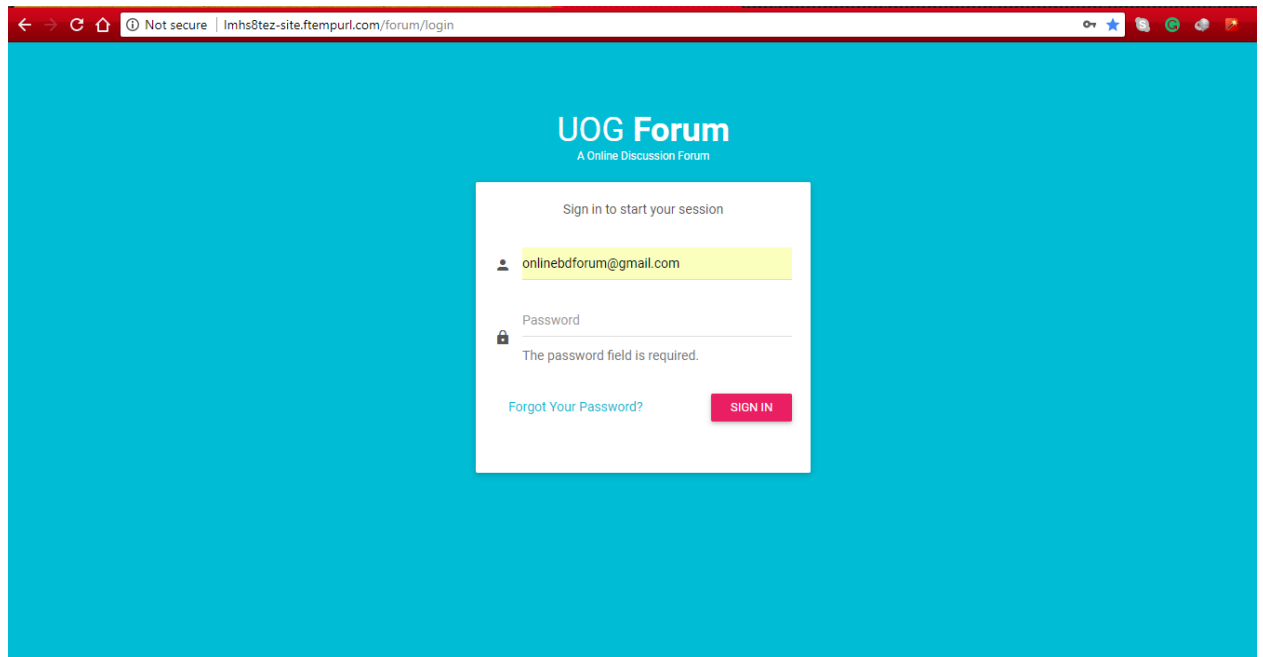 Not secure | lmhs8tez-site.ftempurl.com/forum/login
UOG Forum
A Online Discussion Forum
Sign in to start your session
onlinebdforum@gmail.com
Password
The password field is required.
Forgot Your Password? SIGN IN